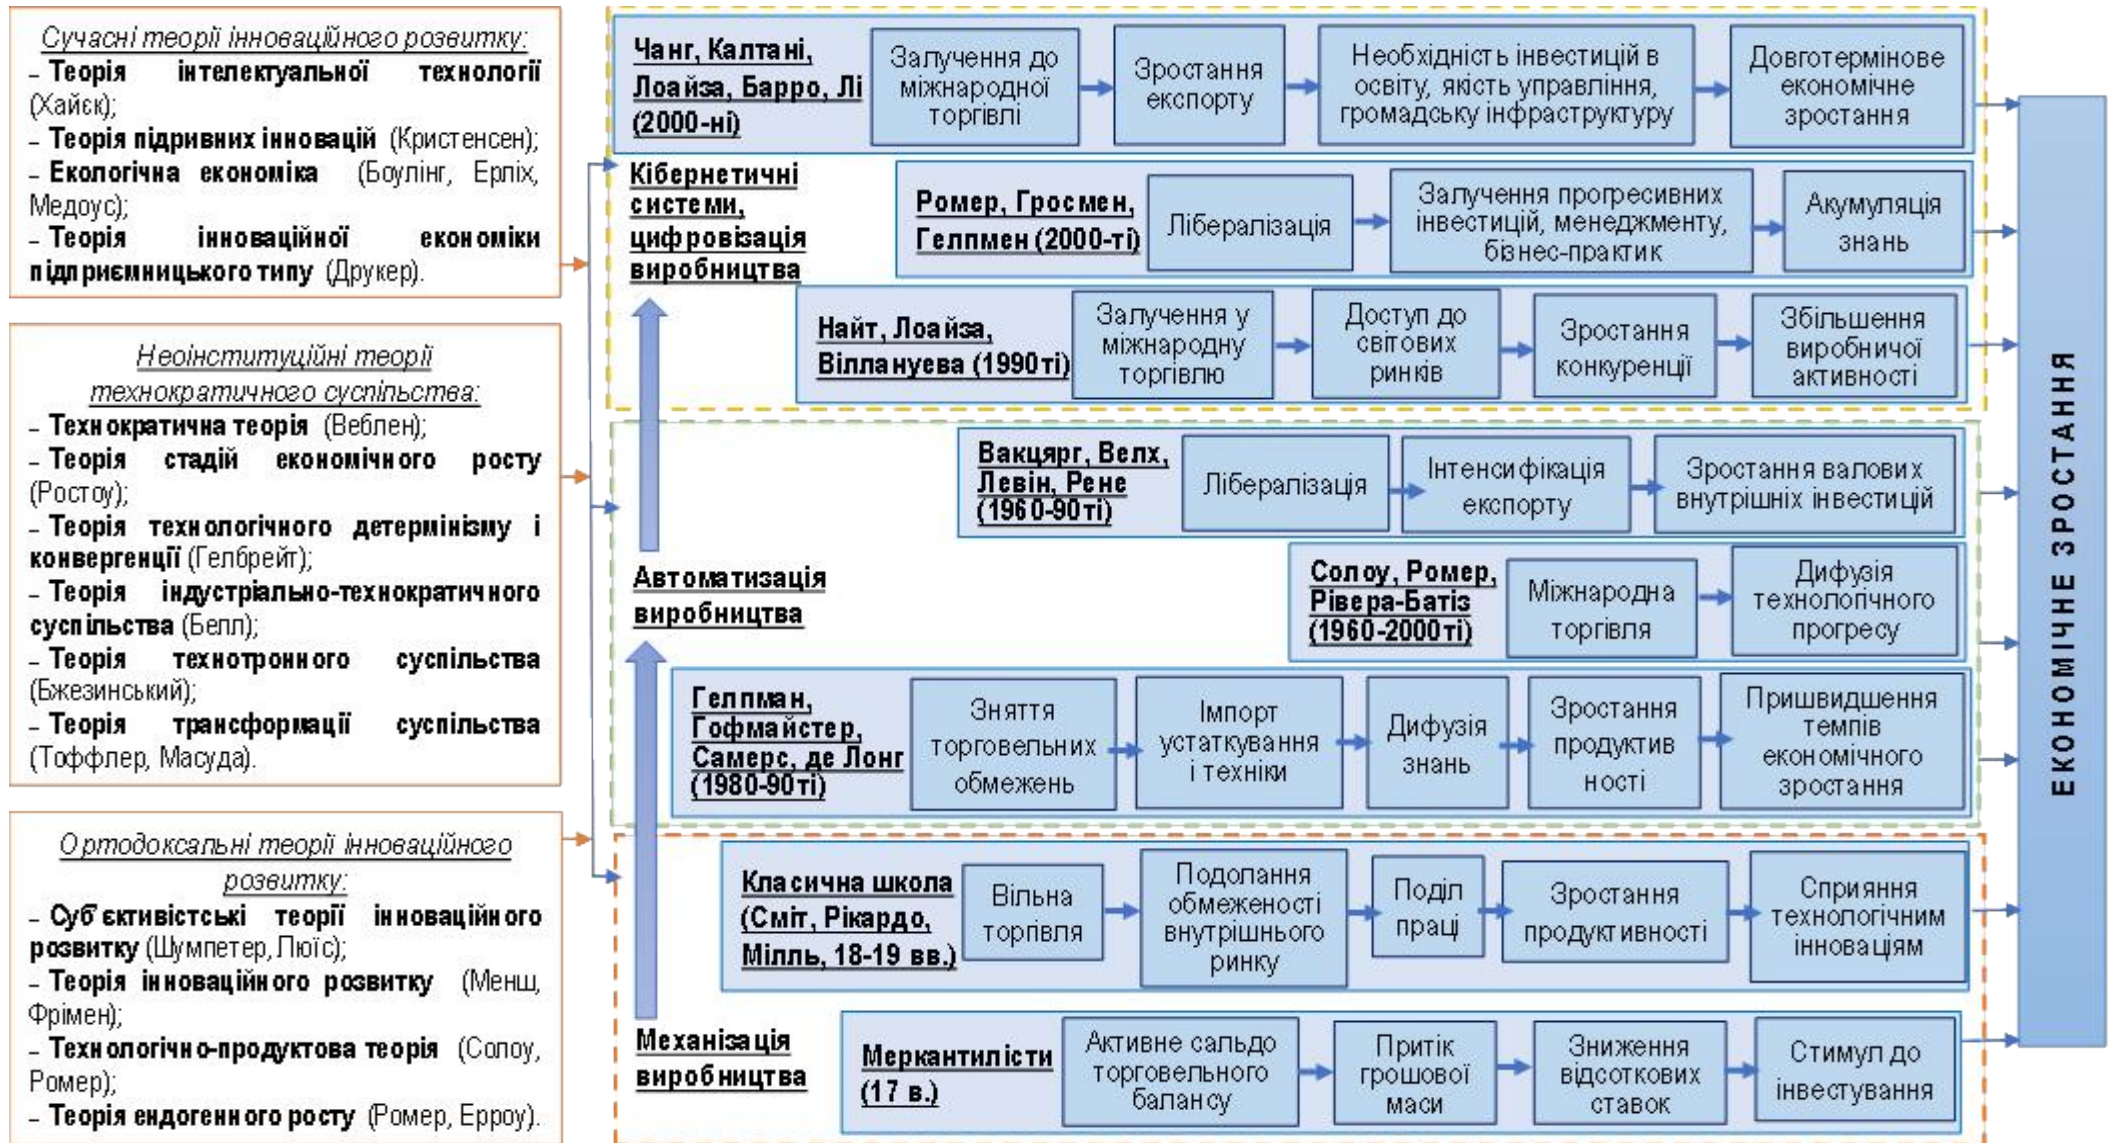 Сучасні теорії інноваційного розвитку:
– Теорія інтелектуальної технології
(Хайєк);
– Теорія підривних інновацій (Кристенсен);
– Екологічна економіка (Боулінг, Ерліх,
Медоус);
– Теорія інноваційної економіки
підприємницького типу (Друкер).
Неоінституційні теорії
технократичного суспільства:
– Технократична теорія (Веблен);
– Теорія стадій економічного росту
(Ростоу);
– Теорія технологічного детермінізму і
конвергенції (Гелбрейт);
– Теорія індустріально-технократичного
суспільства (Белл);
– Теорія технотронного суспільства
(Бжезинський);
– Теорія трансформації суспільства
(Тоффлер, Масуда).
Ортодоксальні теорії інноваційного
розвитку:
– Суб'єктивістські теорії інноваційного
розвитку (Шумпетер, Люїс);
– Теорія інноваційного розвитку (Менш,
Фрімен);
– Технологічно-продуктова теорія (Солоу,
Ромер);
– Теорія ендогенного росту (Ромер, Ерроу).
Чанг, Калтані,
Лоайза, Барро, Лі
(2000-ні)
Залучення до
міжнародної
торгівлі
Зростання
експорту
Необхідність інвестицій в
освіту, якість управління,
громадську інфраструктуру
Довготермінове
економічне
зростання
Кібернетичні
системи,
цифровізація
виробництва
Ромер, Гросмен,
Гелпмен (2000-ті)
Лібералізація
Залучення прогресивних
інвестицій, менеджменту,
бізнес-практик
Акумуляція
знань
Найт, Лоайза,
Віллануева (1990ті)
Залучення у
міжнародну
торгівлю
Доступ до
світових
ринків
Зростання
конкуренції
Збільшення
виробничої
активності
Вакцярг, Велх,
Левін, Рене
(1960-90ті)
Лібералізація
Інтенсифікація
експорту
Зростання валових
внутрішніх інвестицій
Автоматизація
виробництва
Солоу, Ромер,
Рівера-Батіз
(1960-2000ті)
Міжнародна
торгівля
Дифузія
технологічного
прогресу
Гелпман,
Гофмайстер,
Самерс, де Лонг
(1980-90ті)
Зняття
торговельних
обмежень
Імпорт
устаткування
і техніки
Дифузія
знань
Зростання
продуктив
ності
Пришвидшення
темпів
економічного
зростання
Класична школа
(Сміт, Рікардо,
Мілль, 18-19 вв.)
Вільна
торгівля
Подолання
обмеженості
внутрішнього
ринку
Поділ
праці
Зростання
продуктивності
Сприяння
технологічним
інноваціям
Механізація
виробництва
Меркантилісти
(17 в.)
Активне сальдо
торговельного
балансу
Притік
грошової
маси
Зниження
відсоткових
ставок
Стимул до
інвестування
ЕКОНОМІЧНЕ ЗРОСТАННЯ